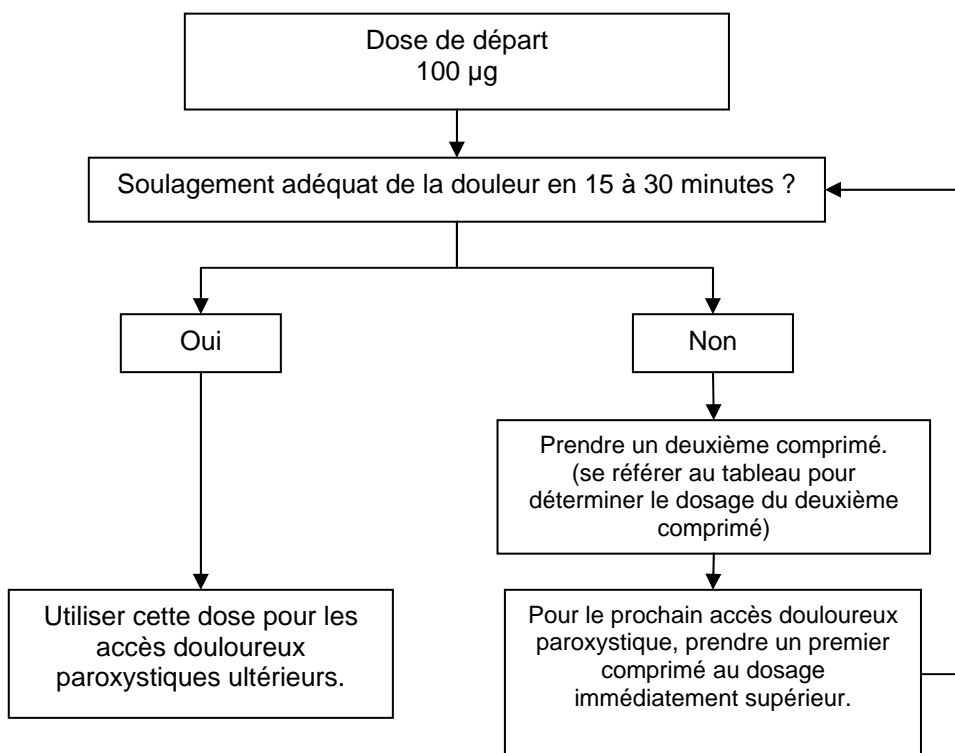 Dose de départ
100 µg
Soulagement adéquat de la douleur en 15 à 30 minutes ?
Oui
Non
Prendre un deuxième comprimé.
(se référer au tableau pour
déterminer le dosage du deuxième
comprimé)
Utiliser cette dose pour les
accès douloureux
paroxystiques ultérieurs.
Pour le prochain accès douloureux
paroxystique, prendre un premier
comprimé au dosage
immédiatement supérieur.